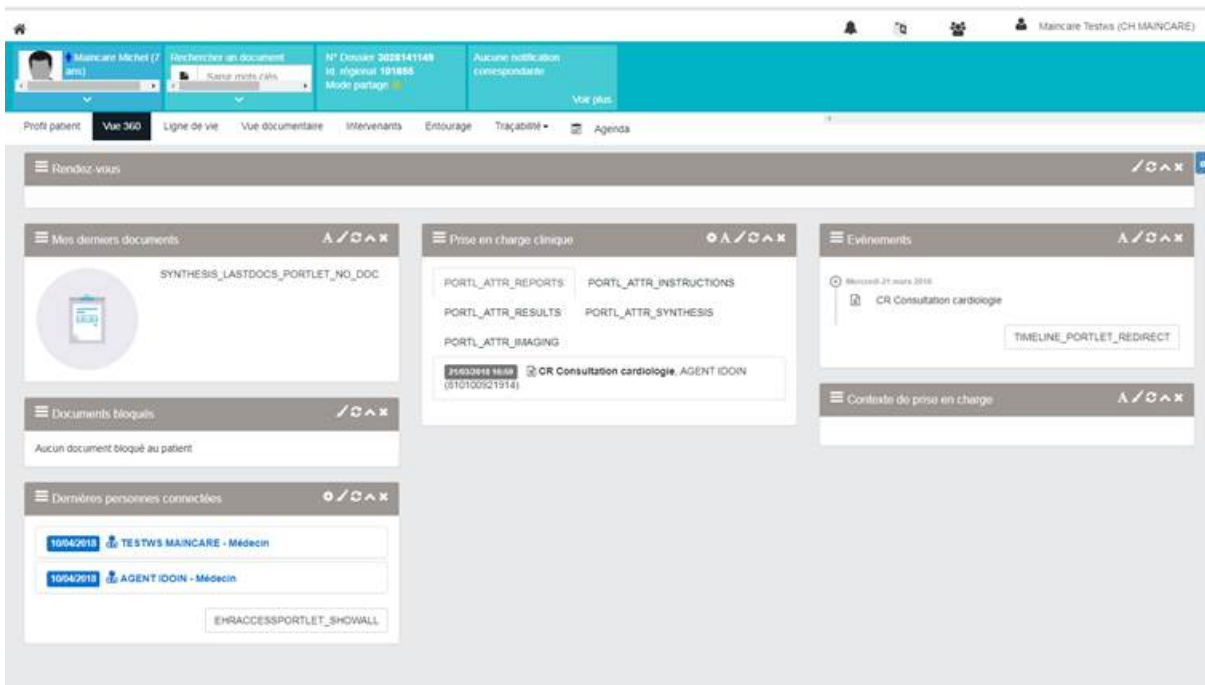 Maincare Testws (CH MAINCARE)
Maincare Michel (7
ans)
Rechercher un document
Saisir mots clés
N° Dossier 3028141149
Id. régional 101855
Mode partage
Aucune notification
correspondante
Voir plus
Profil patient Vue 360 Ligne de vie Vue documentaire Intervenants Entourage Traçabilité Agenda
Rendez-vous
Mes derniers documents
SYNTHESIS_LASTDOCS_PORTLET_NO_DOC
Documents bloqués
Aucun document bloqué au patient
Dernières personnes connectées
10/04/2018 TESTWS MAINCARE - Médecin
10/04/2018 AGENT IDOIN - Médecin
EHRACCESSPORTLET_SHOWALL
Prise en charge clinique
PORTL_ATTR_REPORTS PORTL_ATTR_INSTRUCTIONS
PORTL_ATTR_RESULTS PORTL_ATTR_SYNTHESIS
PORTL_ATTR_IMAGING
21/03/2018 16:59 CR Consultation cardiologie, AGENT IDOIN
(810100921914)
Evènements
Mercredi 21 mars 2018
CR Consultation cardiologie
TIMELINE_PORTLET_REDIRECT
Contexte de prise en charge